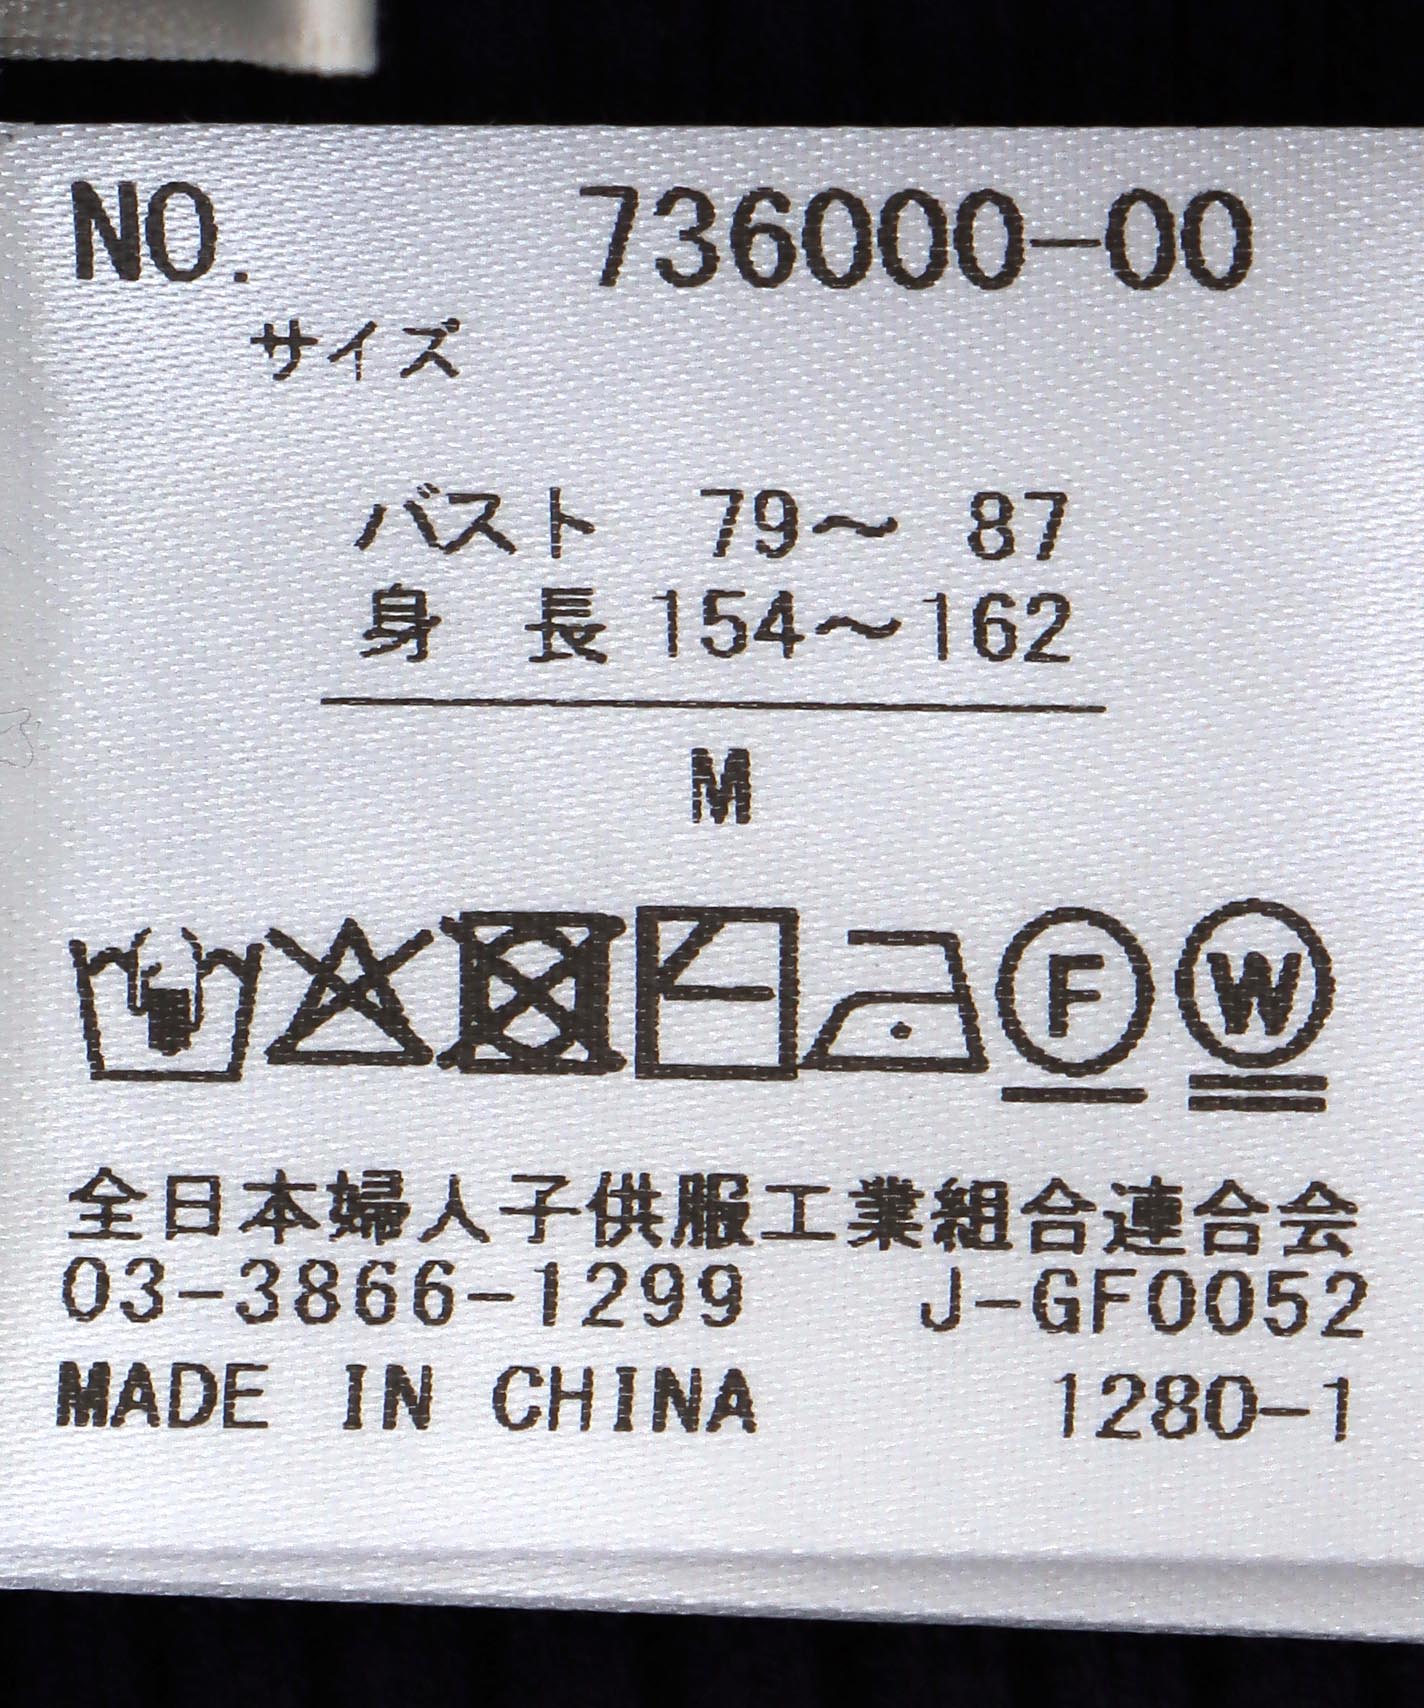 NO. 736000-00
サイズ
バスト 79～ 87
身 長 154～162
M
F W
全日本婦人子供服工業組合連合会
03-3866-1299 J-GF0052
MADE IN CHINA 1280-1